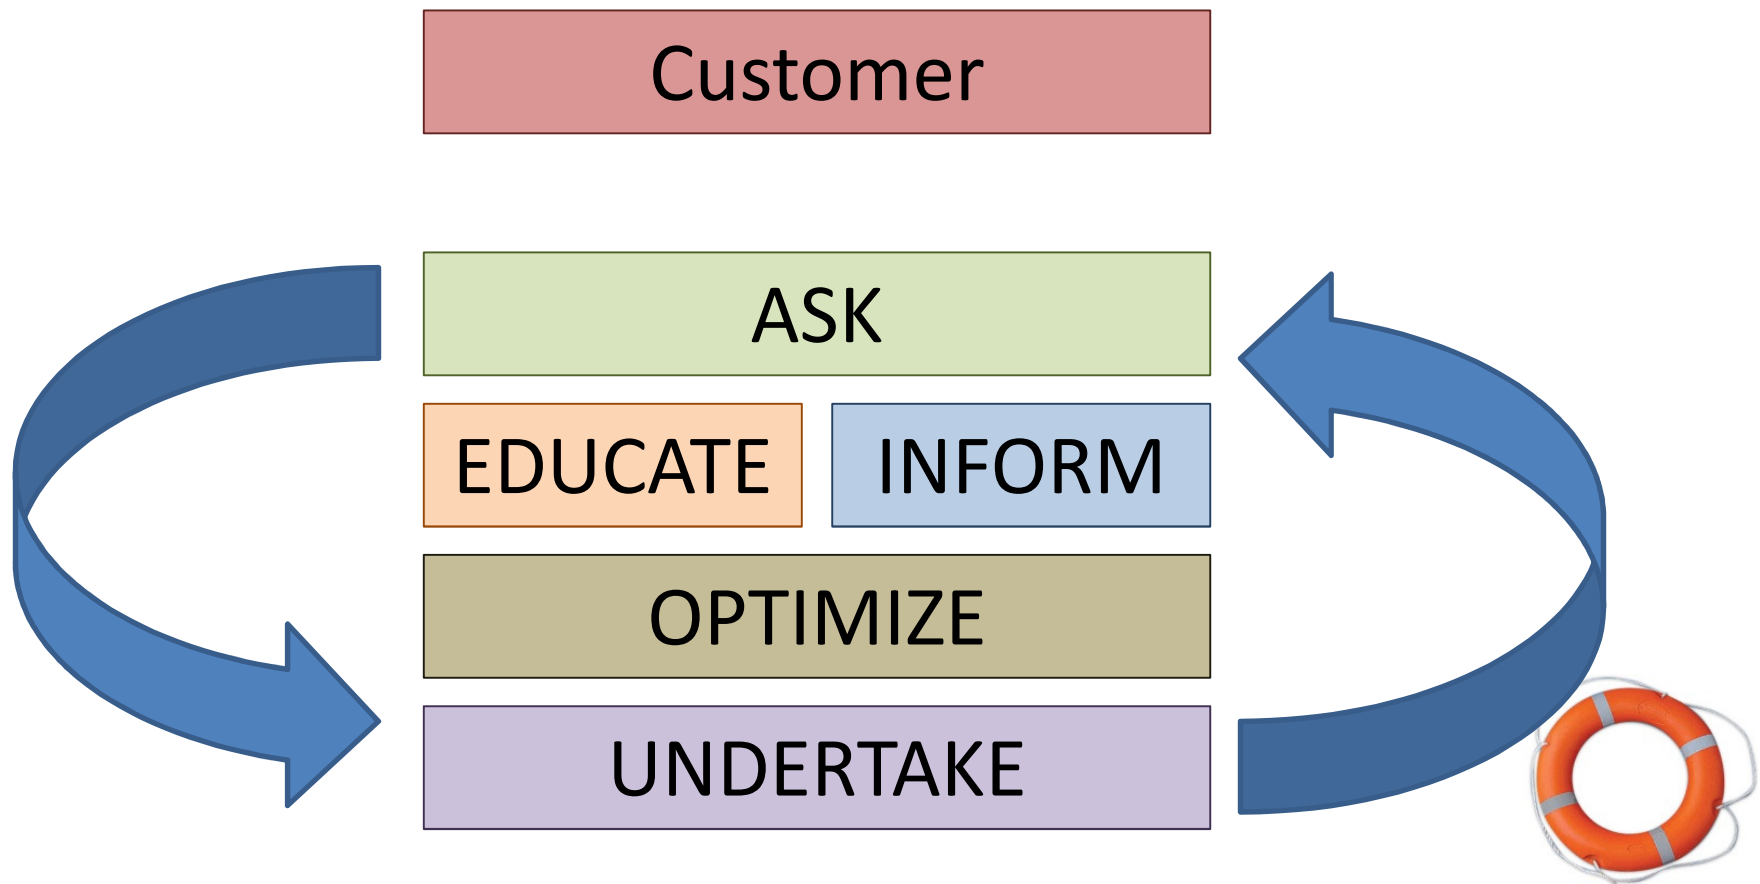 Customer
ASK
EDUCATE INFORM
OPTIMIZE
UNDERTAKE